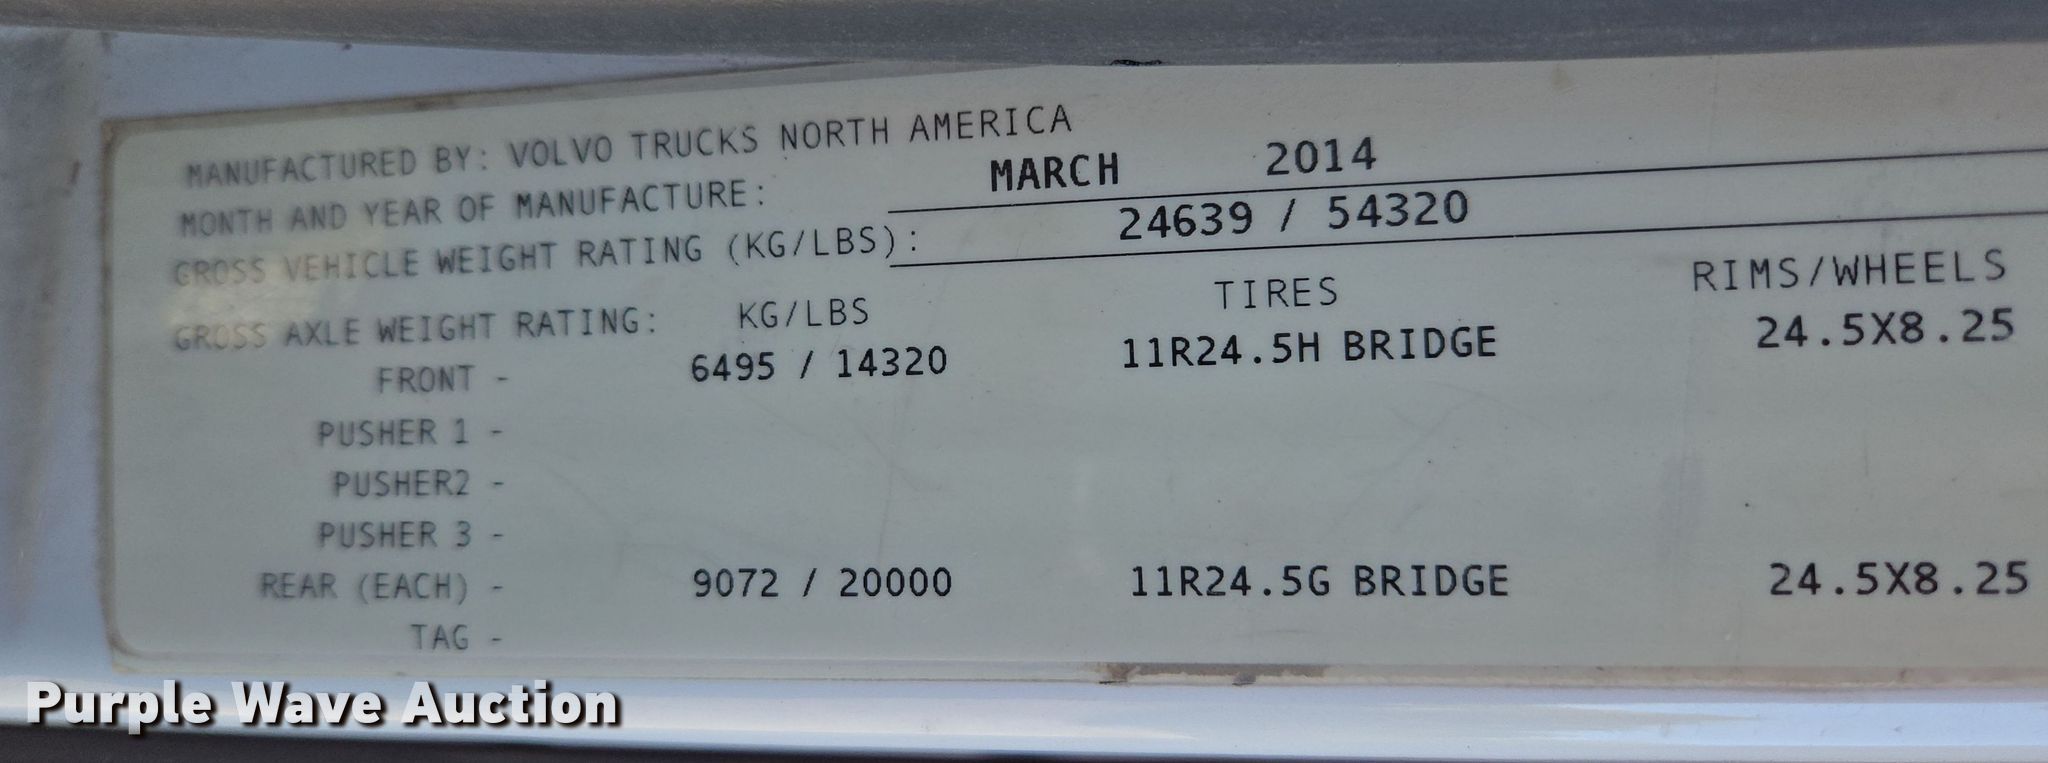 MANUFACTURED BY: VOLVO TRUCKS NORTH AMERICA
MONTH AND YEAR OF MANUFACTURE: MARCH 2014
GROSS VEHICLE WEIGHT RATING (KG/LBS): 24639 / 54320
GROSS AXLE WEIGHT RATING: KG/LBS TIRES RIMS/WHEELS
FRONT - 6495 / 14320 11R24.5H BRIDGE 24.5X8.25
PUSHER 1 -
PUSHER2 -
PUSHER 3 -
REAR (EACH) - 9072 / 20000 11R24.5G BRIDGE 24.5X8.25
TAG -
Purple Wave Auction